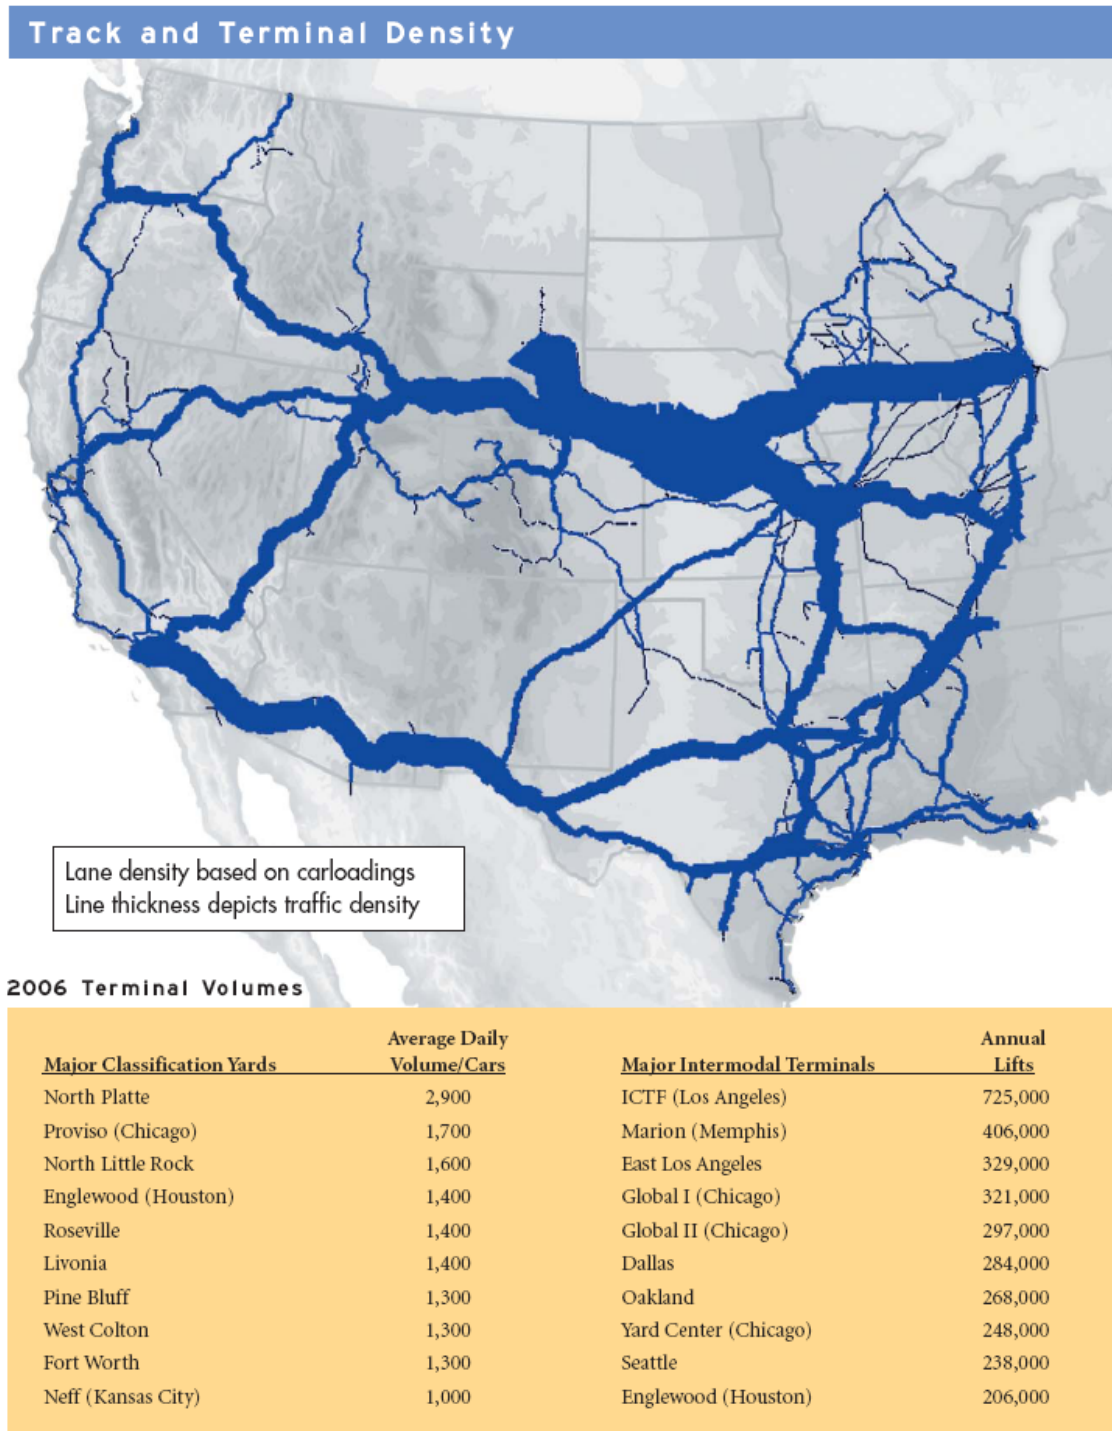 Track and Terminal Density
Lane density based on carloadings
Line thickness depicts traffic density
2006 Terminal Volumes
Major Classification Yards Average Daily Volume/Cars Major Intermodal Terminals Annual Lifts
North Platte 2,900 ICTF (Los Angeles) 725,000
Proviso (Chicago) 1,700 Marion (Memphis) 406,000
North Little Rock 1,600 East Los Angeles 329,000
Englewood (Houston) 1,400 Global I (Chicago) 321,000
Roseville 1,400 Global II (Chicago) 297,000
Livonia 1,400 Dallas 284,000
Pine Bluff 1,300 Oakland 268,000
West Colton 1,300 Yard Center (Chicago) 248,000
Fort Worth 1,300 Seattle 238,000
Neff (Kansas City) 1,000 Englewood (Houston) 206,000